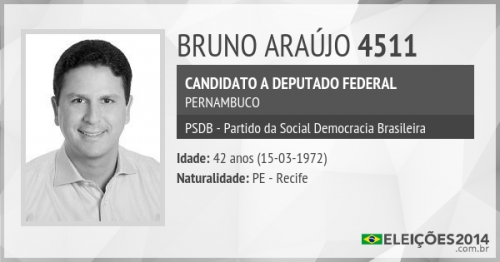 BRUNO ARAÚJO 4511
CANDIDATO A DEPUTADO FEDERAL
PERNAMBUCO
PSDB - Partido da Social Democracia Brasileira
Idade: 42 anos (15-03-1972)
Naturalidade: PE - Recife
ELEIÇÕES2014
.com.br